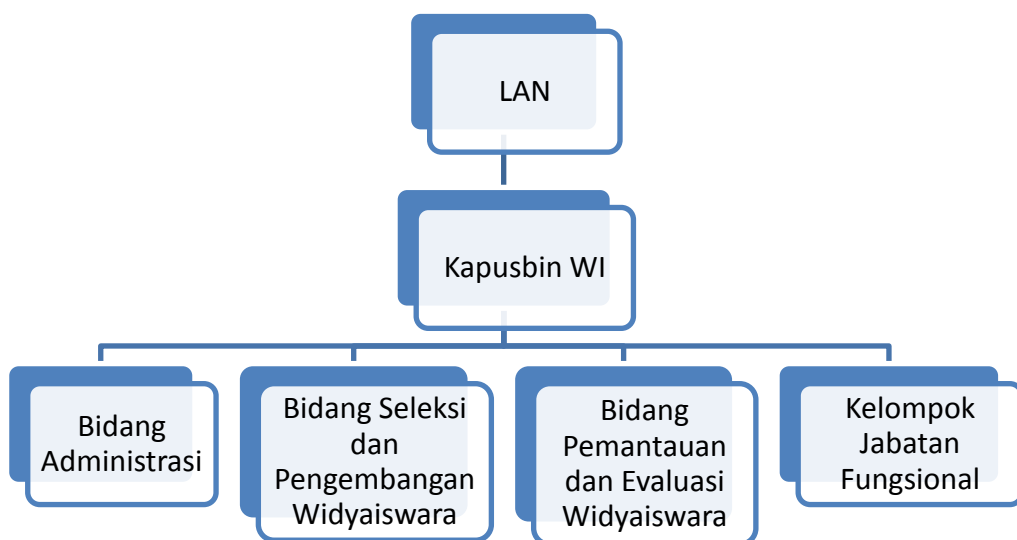 LAN
Kapusbin WI
Bidang
Administrasi
Bidang Seleksi
dan
Pengembangan
Widyaiswara
Bidang
Pemantauan
dan Evaluasi
Widyaiswara
Kelompok
Jabatan
Fungsional